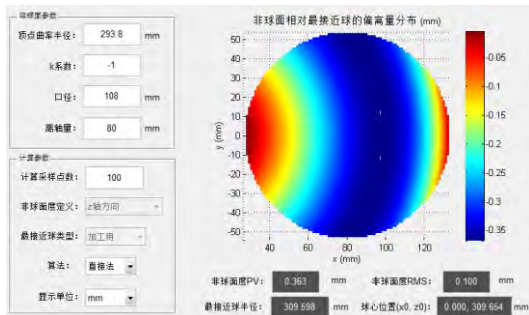 非球面参数
顶点曲率半径: 293.8 mm
k系数: -1
口径: 108 mm
离轴量: 80 mm
计算参数
计算采样点数: 100
非球面度定义: z轴方向
最接近球类型: 加工用
算法: 直接法
显示单位: mm
非球面相对最接近球的偏离量分布 (mm)
50
40
30
20
10
0
-10
-20
-30
-40
-50
y (mm)
40 60 80 100 120
x (mm)
-0.05
-0.1
-0.15
-0.2
-0.25
-0.3
-0.35
非球面度PV: 0.363 mm 非球面度RMS: 0.100 mm
最接近球半径: 309.698 mm 球心位置(x0, z0): 0.000, 309.654 mm